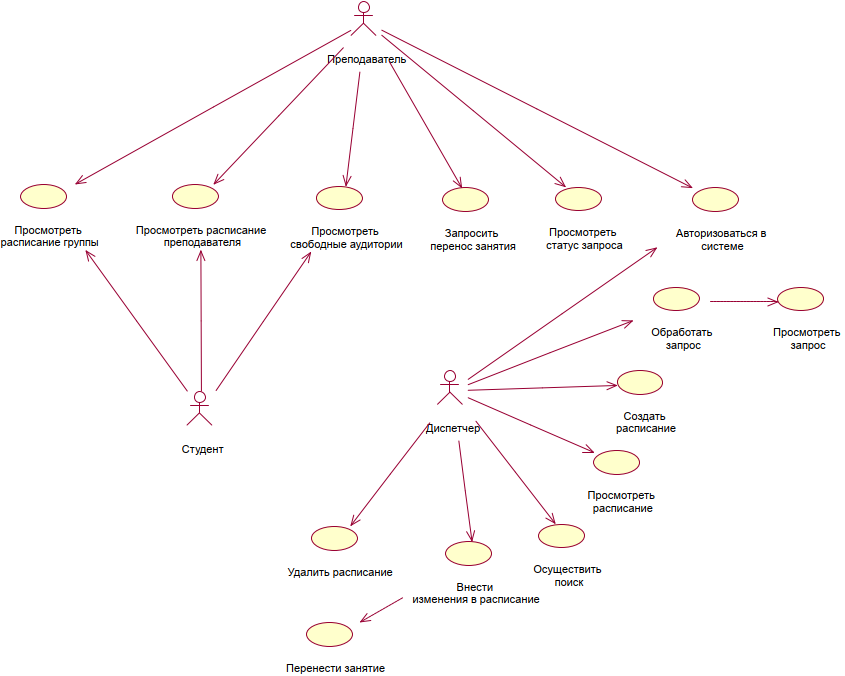 Преподаватель
Просмотреть
расписание группы
Просмотреть расписание
преподавателя
Просмотреть
свободные аудитории
Запросить
перенос занятия
Просмотреть
статус запроса
Авторизоваться в
системе
Обработать
запрос
Просмотреть
запрос
Создать
расписание
Диспетчер
Студент
Просмотреть
расписание
Удалить расписание
Внести
изменения в расписание
Осуществить
поиск
Перенести занятие